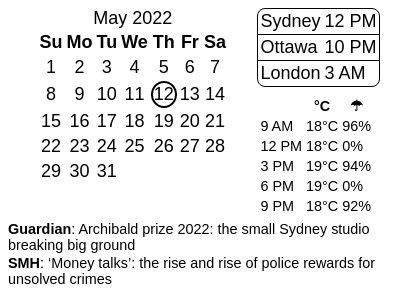 May 2022
Su Mo Tu We Th Fr Sa
1 2 3 4 5 6 7
8 9 10 11 12 13 14
15 16 17 18 19 20 21
22 23 24 25 26 27 28
29 30 31
Sydney 12 PM
Ottawa 10 PM
London 3 AM
°C ☂
9 AM 18°C 96%
12 PM 18°C 0%
3 PM 19°C 94%
6 PM 19°C 0%
9 PM 18°C 92%
Guardian: Archibald prize 2022: the small Sydney studio
breaking big ground
SMH: ‘Money talks’: the rise and rise of police rewards for
unsolved crimes